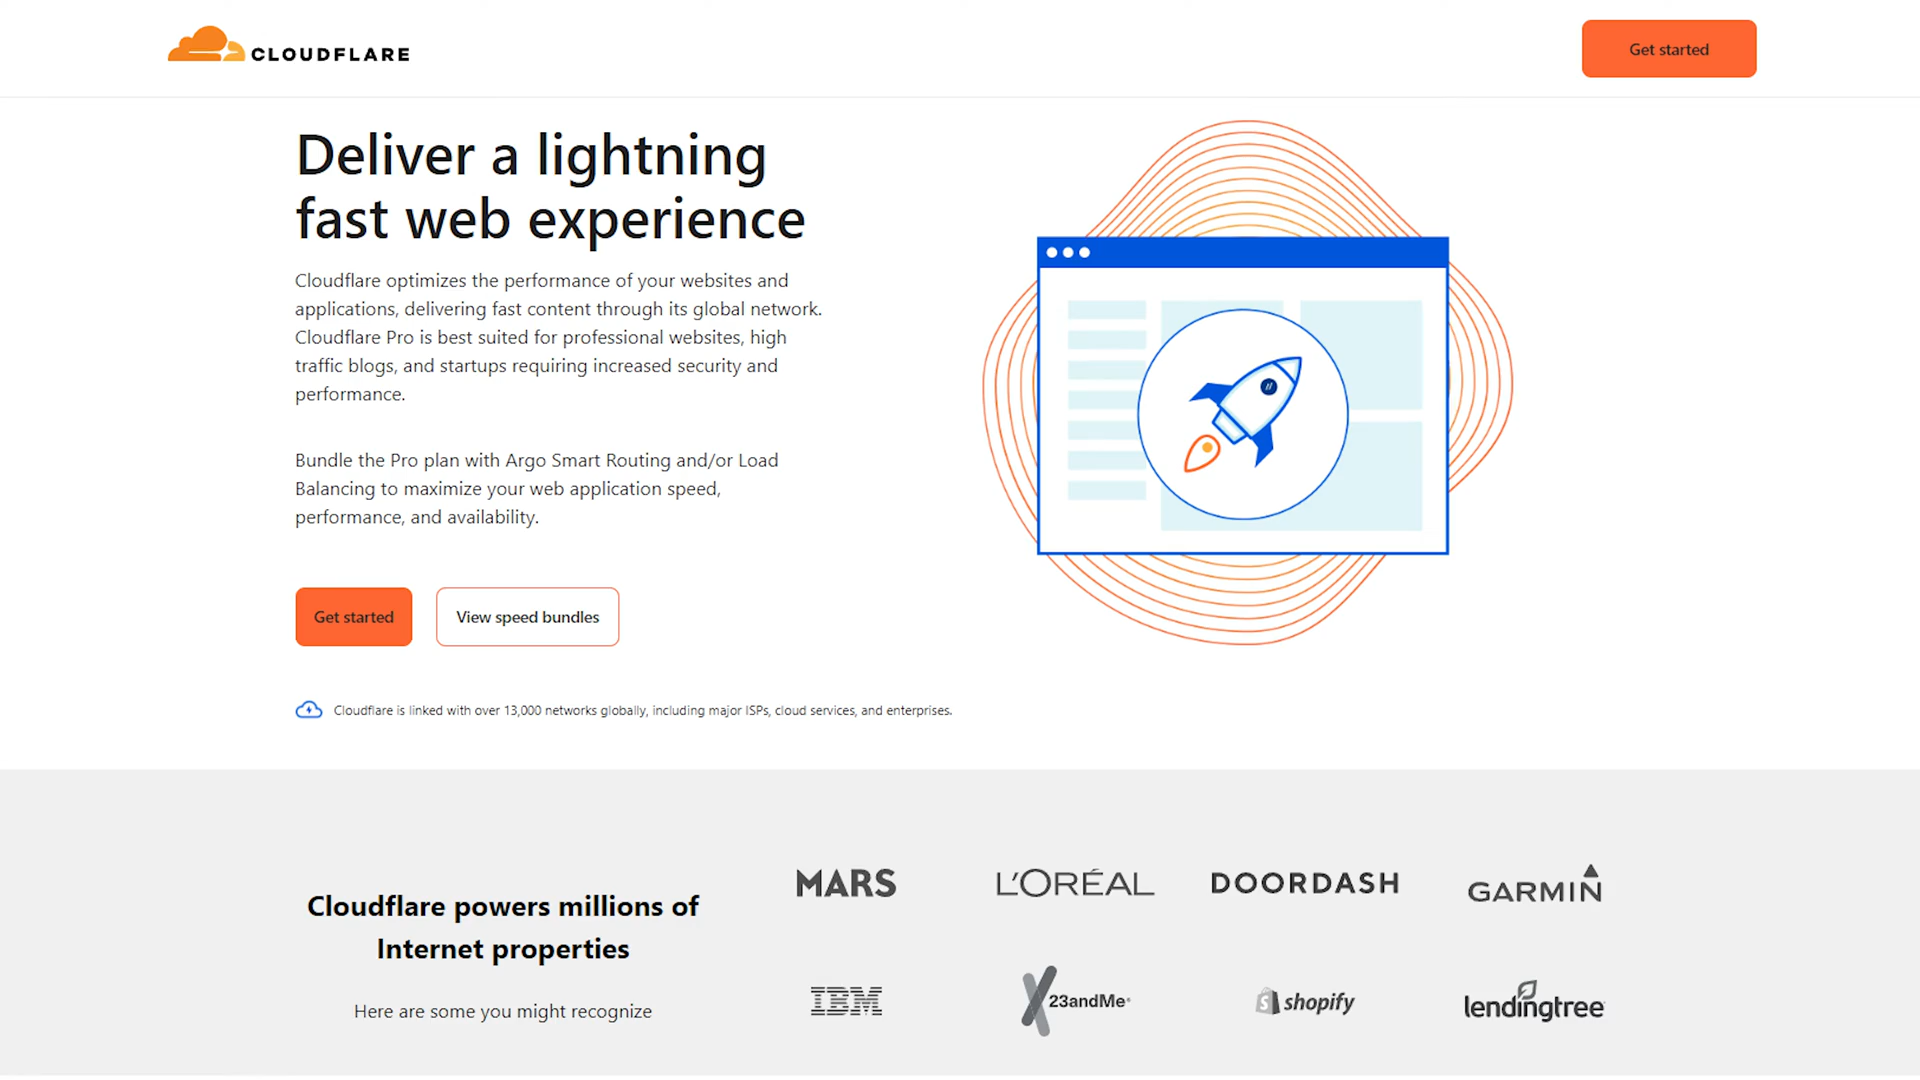 CLOUDFLARE
Get started
Deliver a lightning
fast web experience
Cloudflare optimizes the performance of your websites and
applications, delivering fast content through its global network.
Cloudflare Pro is best suited for professional websites, high
traffic blogs, and startups requiring increased security and
performance.
Bundle the Pro plan with Argo Smart Routing and/or Load
Balancing to maximize your web application speed,
performance, and availability.
Get started
View speed bundles
Cloudflare is linked with over 13,000 networks globally, including major ISPs, cloud services, and enterprises.
Cloudflare powers millions of
Internet properties
Here are some you might recognize
MARS
L'ORÉAL
DOORDASH
GARMIN
IBM
23andMe
shopify
lendingtree